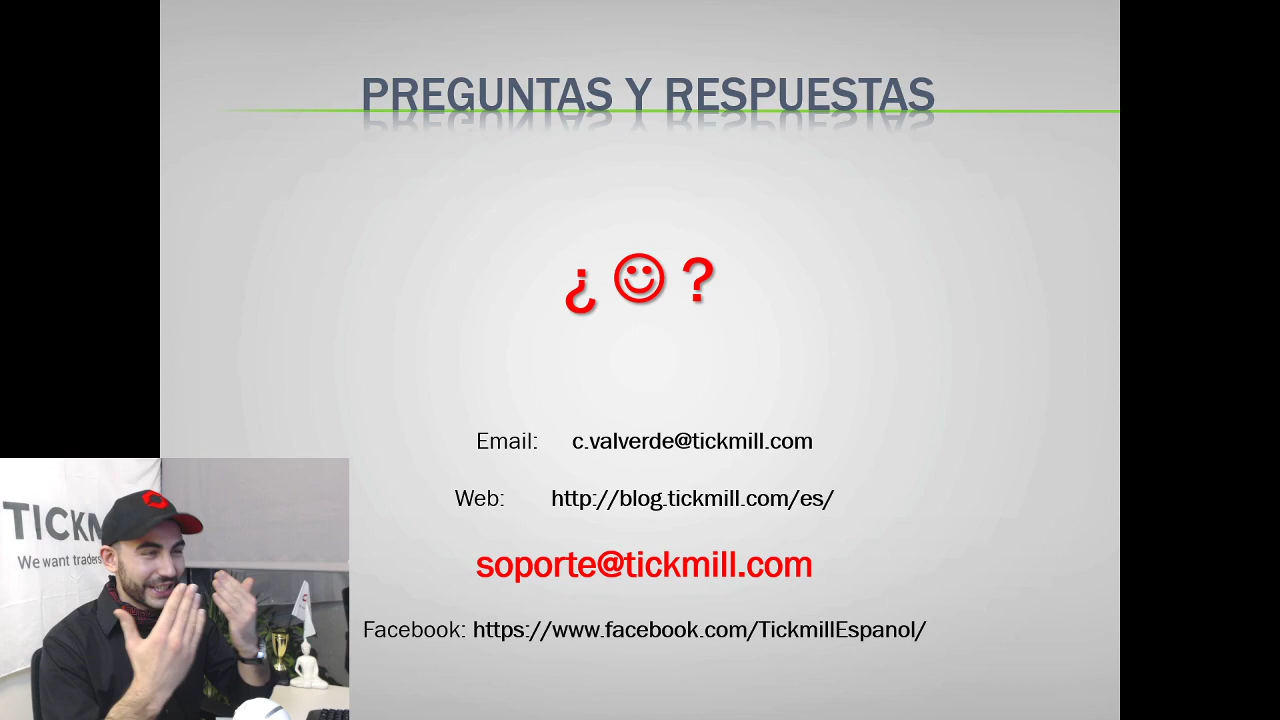 PREGUNTAS Y RESPUESTAS
¿☺?
Email: c.valverde@tickmill.com
Web: http://blog.tickmill.com/es/
soporte@tickmill.com
Facebook: https://www.facebook.com/TickmillEspanol/
TICKM
We want traders